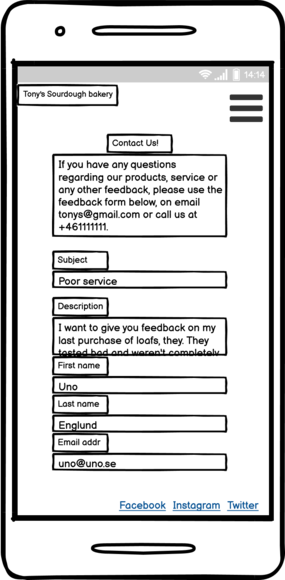 14:14
Tony's Sourdough bakery
Contact Us!
If you have any questions
regarding our products, service or
any other feedback, please use the
feedback form below, on email
tonys@gmail.com or call us at
+461111111.
Subject
Poor service
Description
I want to give you feedback on my
last purchase of loafs, they. They
tasted bad and weren't completely
First name
Uno
Last name
Englund
Email addr
uno@uno.se
Facebook Instagram Twitter